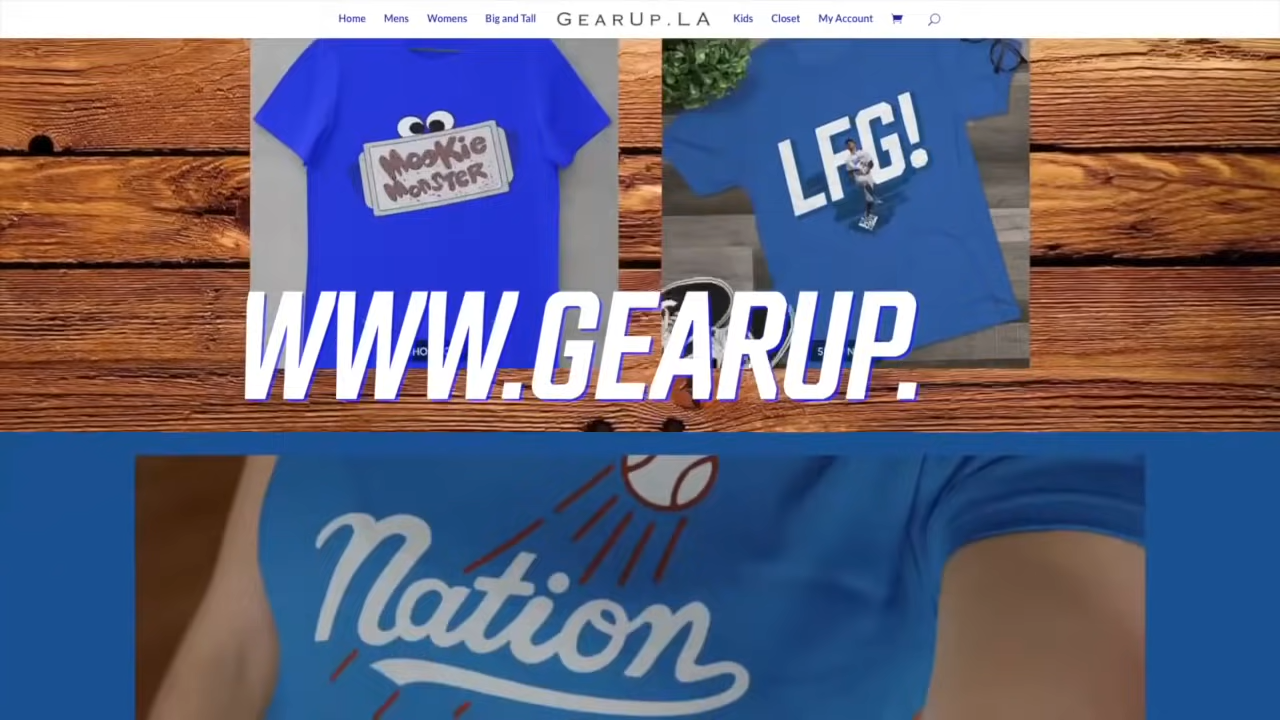 Home Mens Womens Big and Tall GEARUP.LA Kids Closet My Account
Mookie
Monster
LFG!
WWW.GEARUP.
Nation